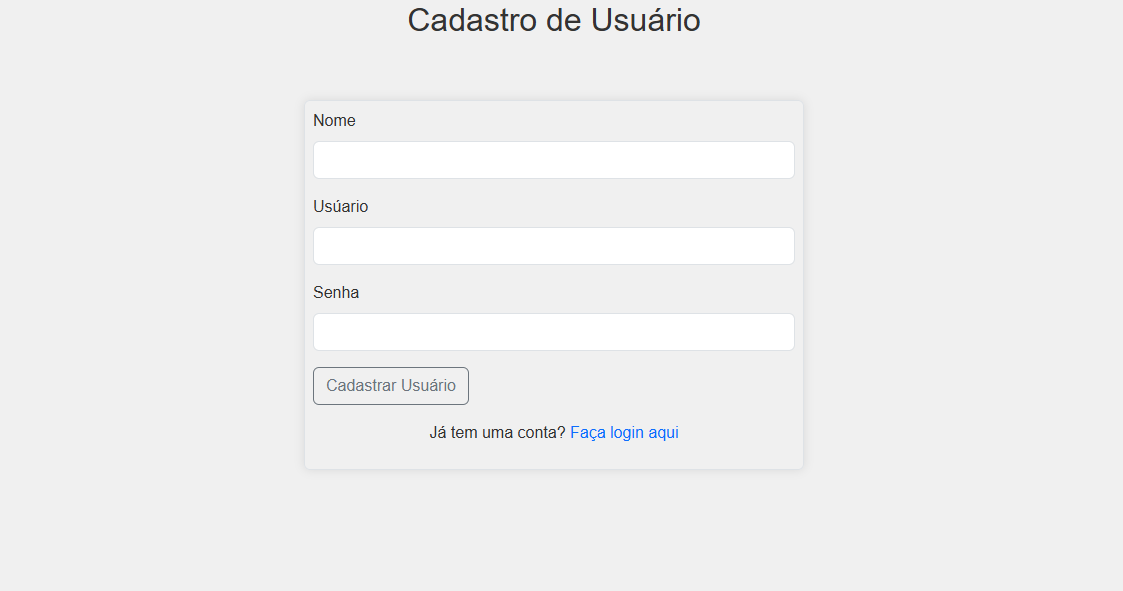 Cadastro de Usuário
Nome
Usúario
Senha
Cadastrar Usuário
Já tem uma conta? Faça login aqui